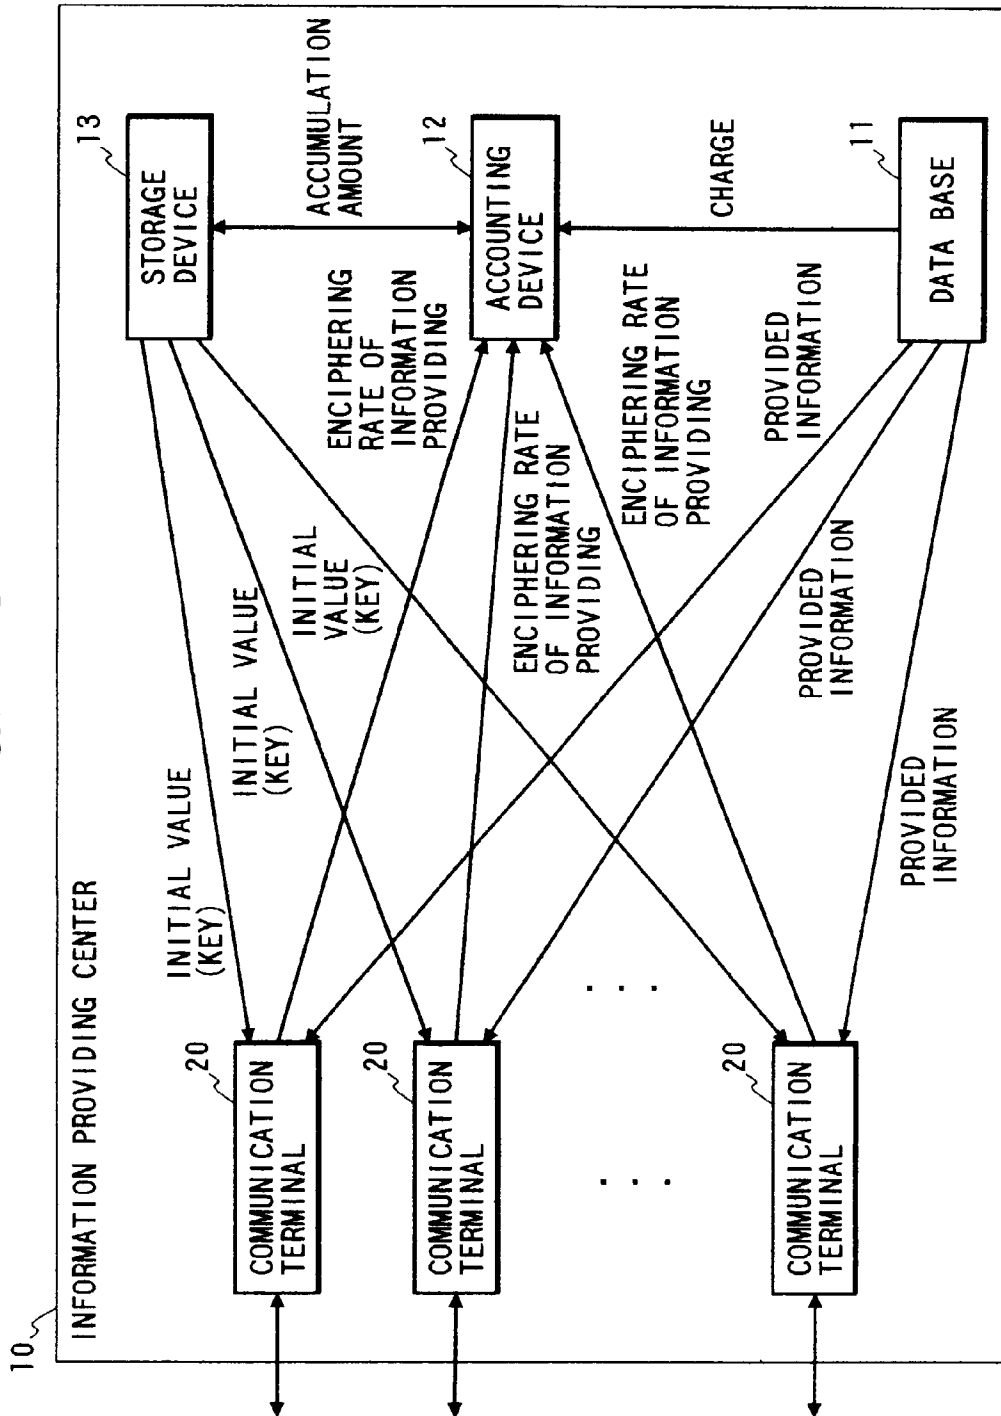 10
INFORMATION PROVIDING CENTER
INITIAL VALUE
(KEY)
INITIAL VALUE
(KEY)
INITIAL
VALUE
(KEY)
13
STORAGE
DEVICE
ACCUMULATION
AMOUNT
ENCIPHERING
RATE OF
INFORMATION
PROVIDING
12
ACCOUNTING
DEVICE
ENCIPHERING RATE
OF INFORMATION
PROVIDING
ENCIPHERING RATE
OF INFORMATION
PROVIDING
CHARGE
PROVIDED
INFORMATION
PROVIDED
INFORMATION
PROVIDED
INFORMATION
11
DATA BASE
20
COMMUNICATION
TERMINAL
20
COMMUNICATION
TERMINAL
. . .
. . .
20
COMMUNICATION
TERMINAL